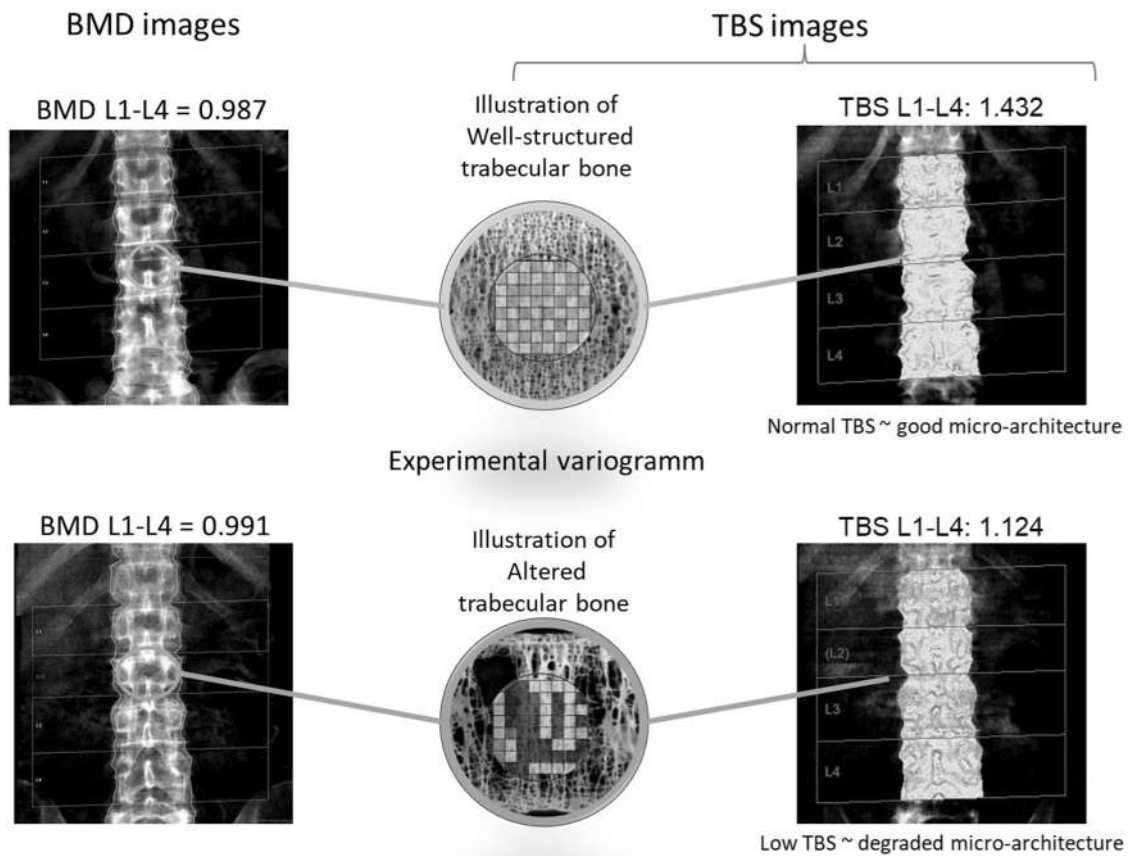 BMD images
TBS images
BMD L1-L4 = 0.987
Illustration of
Well-structured
trabecular bone
TBS L1-L4: 1.432
L1
L2
L3
L4
Normal TBS ~ good micro-architecture
Experimental variogramm
BMD L1-L4 = 0.991
Illustration of
Altered
trabecular bone
TBS L1-L4: 1.124
L1
(L2)
L3
L4
Low TBS ~ degraded micro-architecture